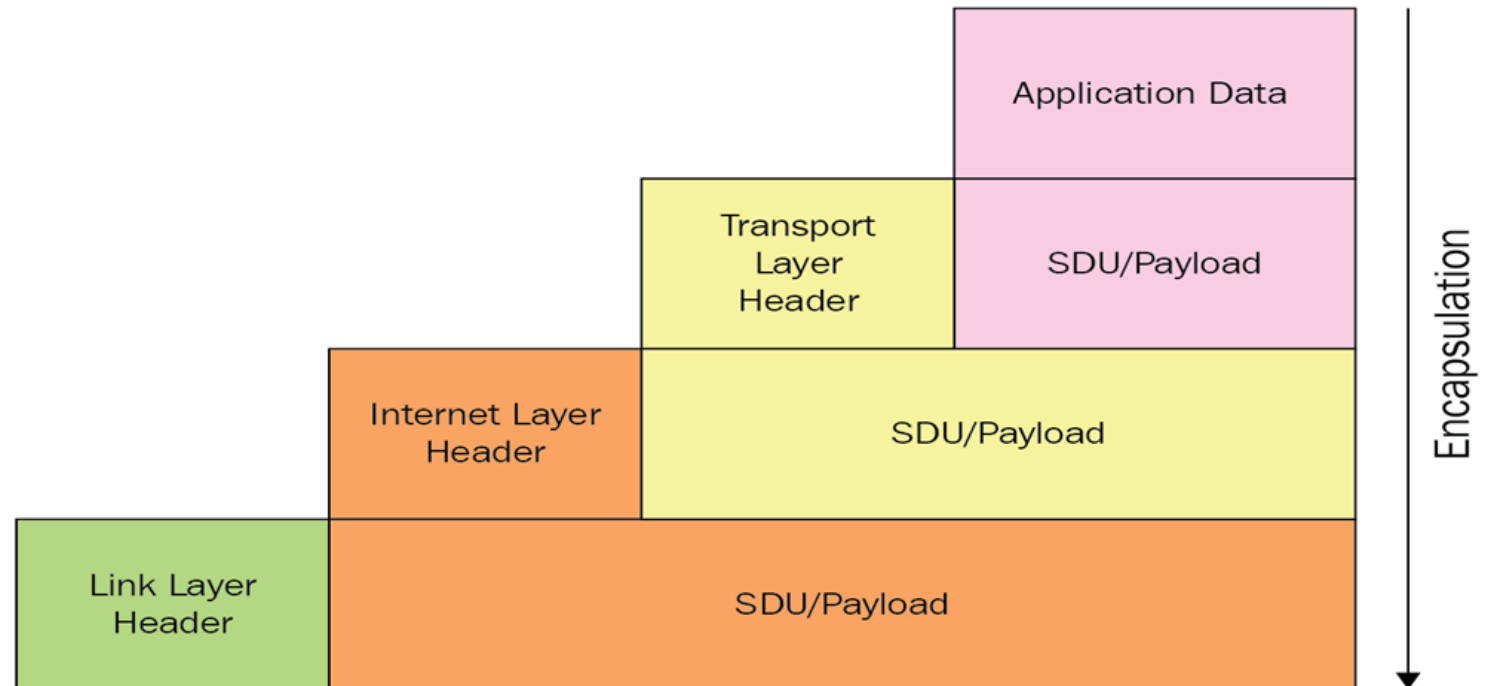 Application Data
Transport
Layer
Header
SDU/Payload
Internet Layer
Header
SDU/Payload
Link Layer
Header
SDU/Payload
Encapsulation